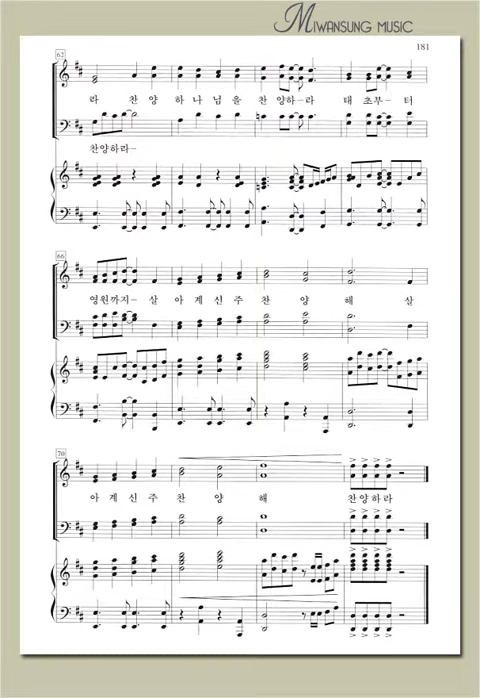 MIWANSUNG MUSIC
181
62
라 찬 양 하 나 님 을 찬 양하-라 태 초부-터
찬양하라-
66
영원까지- 살 아 계 신 주 찬 양 해 살
70
아 계 신 주 찬 양 해 찬양하라